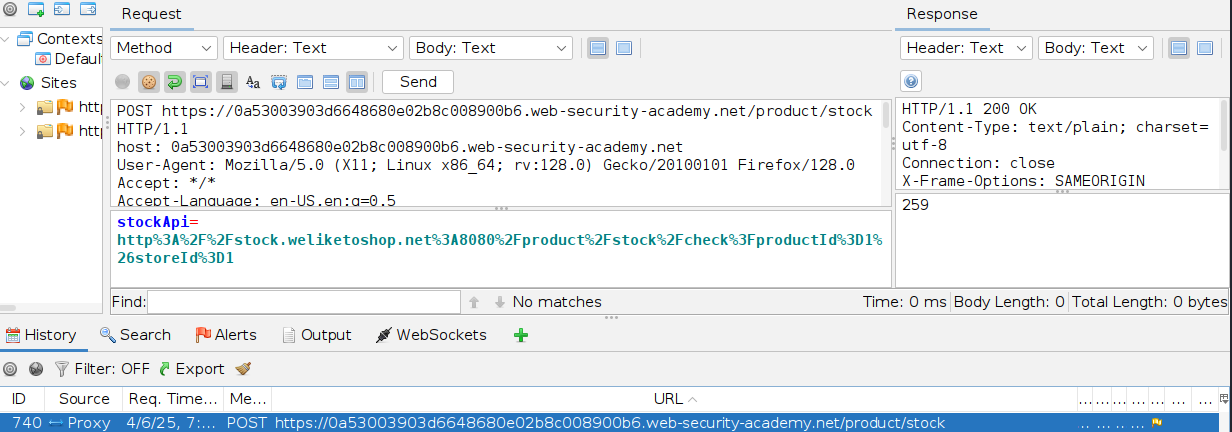 Request
Response
Method
Header: Text
Body: Text
Header: Text
Body: Text
Contexts
Defaul
Sites
http
http
Send
POST https://0a53003903d6648680e02b8c008900b6.web-security-academy.net/product/stock
HTTP/1.1
host: 0a53003903d6648680e02b8c008900b6.web-security-academy.net
User-Agent: Mozilla/5.0 (X11; Linux x86_64; rv:128.0) Gecko/20100101 Firefox/128.0
Accept: */*
Accept-Language: en-US,en;q=0.5
HTTP/1.1 200 OK
Content-Type: text/plain; charset=
utf-8
Connection: close
X-Frame-Options: SAMEORIGIN
stockApi=
http%3A%2F%2Fstock.weliketoshop.net%3A8080%2Fproduct%2Fstock%2Fcheck%3FproductId%3D1%
26storeId%3D1
259
Find:
No matches
Time: 0 ms
Body Length: 0
Total Length: 0 bytes
History
Search
Alerts
Output
WebSockets
Filter: OFF
Export
ID
Source
Req. Time...
Me...
URL
... ... ... ... ... ... ...
740
Proxy
4/6/25, 7:...
POST
https://0a53003903d6648680e02b8c008900b6.web-security-academy.net/product/stock
.. ... .. ...